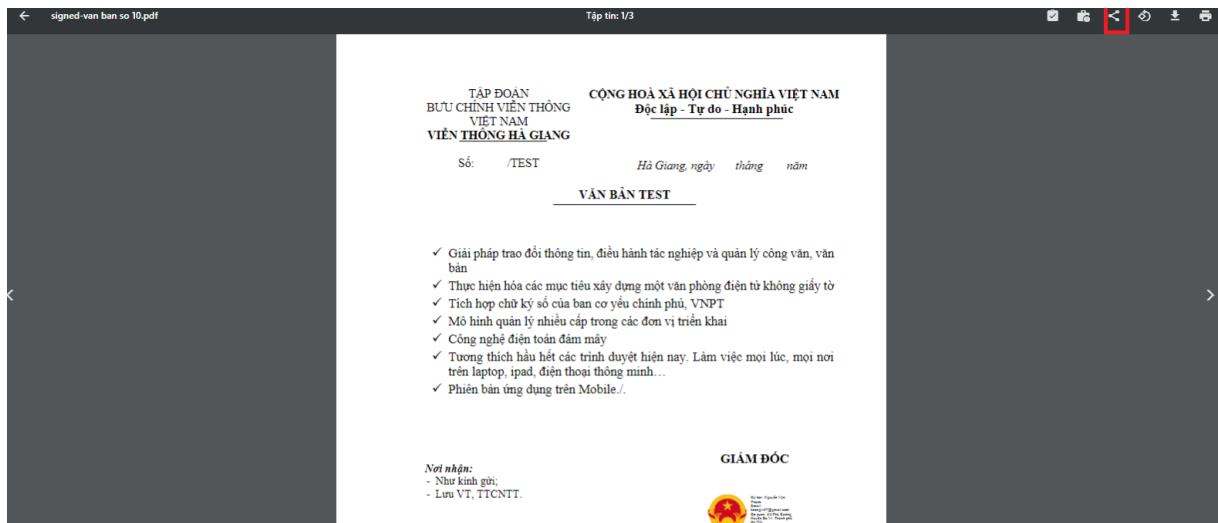 signed-van ban so 10.pdf
Tập tin: 1/3
TẬP ĐOÀN
BƯU CHÍNH VIỄN THÔNG
VIỆT NAM
VIỄN THÔNG HÀ GIANG
CỘNG HOÀ XÃ HỘI CHỦ NGHĨA VIỆT NAM
Độc lập - Tự do - Hạnh phúc
Số: /TEST
Hà Giang, ngày tháng năm
VĂN BẢN TEST
✓ Giải pháp trao đổi thông tin, điều hành tác nghiệp và quản lý công văn, văn
bản
✓ Thực hiện hóa các mục tiêu xây dựng một văn phòng điện tử không giấy tờ
✓ Tích hợp chữ ký số của ban cơ yếu chính phủ, VNPT
✓ Mô hình quản lý nhiều cấp trong các đơn vị triển khai
✓ Công nghệ điện toán đám mây
✓ Tương thích hầu hết các trình duyệt hiện nay. Làm việc mọi lúc, mọi nơi
trên laptop, ipad, điện thoại thông minh…
✓ Phiên bản ứng dụng trên Mobile./.
GIÁM ĐỐC
Nơi nhận:
- Như kính gửi;
- Lưu VT, TTCNTT.